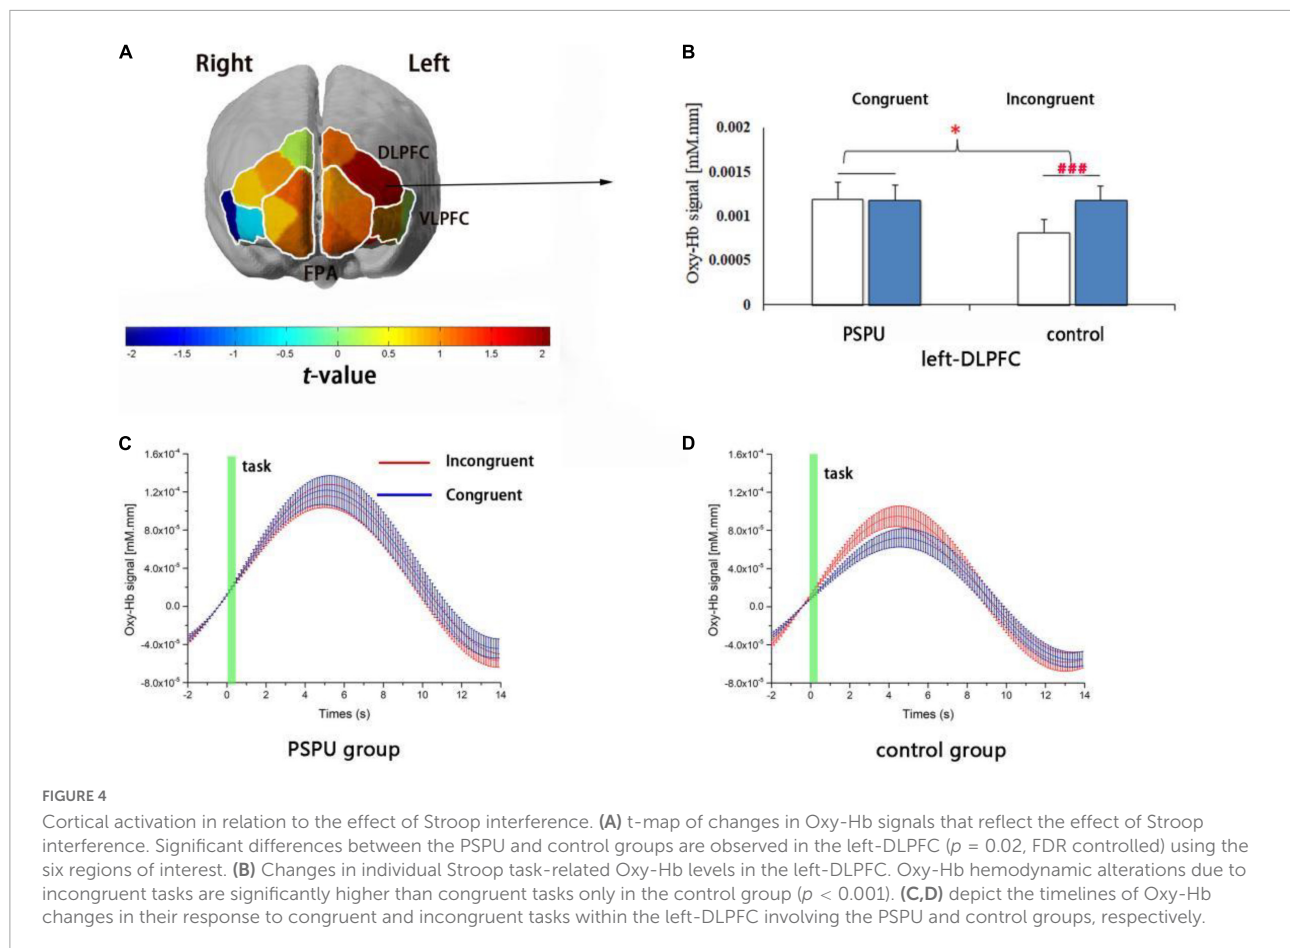 A
Right
Left
DLPFC
VLPFC
FPA
-2 -1.5 -1 -0.5 0 0.5 1 1.5 2
t-value
B
Congruent Incongruent
Oxy-Hb signal [mM.mm]
0.002
0.0015
0.001
0.0005
0
*
###
PSPU control
left-DLPFC
C
Oxy-Hb signal [mM.mm]
1.6x10⁻⁴
1.2x10⁻⁴
8.0x10⁻⁵
4.0x10⁻⁵
0.0
-4.0x10⁻⁵
-8.0x10⁻⁵
task
Incongruent
Congruent
-2 0 2 4 6 8 10 12 14
Times (s)
PSPU group
D
Oxy-Hb signal [mM.mm]
1.6x10⁻⁴
1.2x10⁻⁴
8.0x10⁻⁵
4.0x10⁻⁵
0.0
-4.0x10⁻⁵
-8.0x10⁻⁵
task
-2 0 2 4 6 8 10 12 14
Times (s)
control group
FIGURE 4
Cortical activation in relation to the effect of Stroop interference. (A) t-map of changes in Oxy-Hb signals that reflect the effect of Stroop
interference. Significant differences between the PSPU and control groups are observed in the left-DLPFC (p = 0.02, FDR controlled) using the
six regions of interest. (B) Changes in individual Stroop task-related Oxy-Hb levels in the left-DLPFC. Oxy-Hb hemodynamic alterations due to
incongruent tasks are significantly higher than congruent tasks only in the control group (p < 0.001). (C,D) depict the timelines of Oxy-Hb
changes in their response to congruent and incongruent tasks within the left-DLPFC involving the PSPU and control groups, respectively.